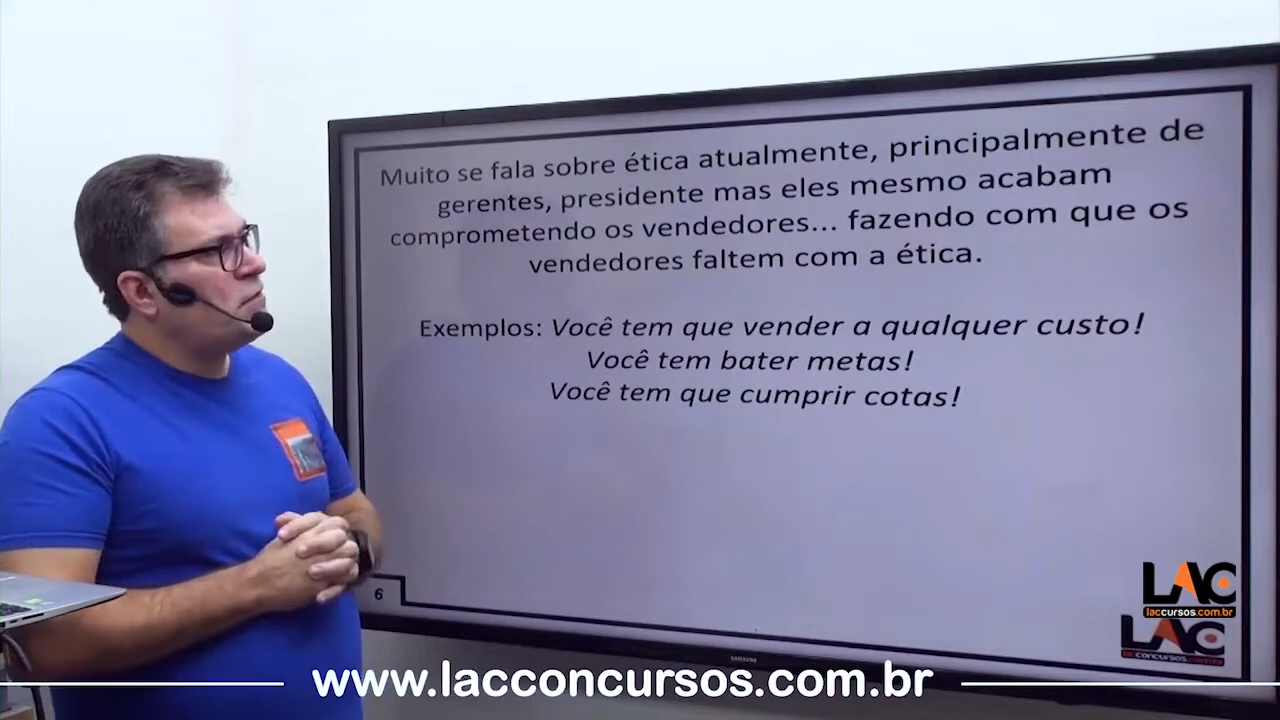 Muito se fala sobre ética atualmente, principalmente de
gerentes, presidente mas eles mesmo acabam
comprometendo os vendedores... fazendo com que os
vendedores faltem com a ética.
Exemplos: Você tem que vender a qualquer custo!
Você tem bater metas!
Você tem que cumprir cotas!
6
LAC
laccursos.com.br
LAC
SAMSUNG
www.lacconcursos.com.br